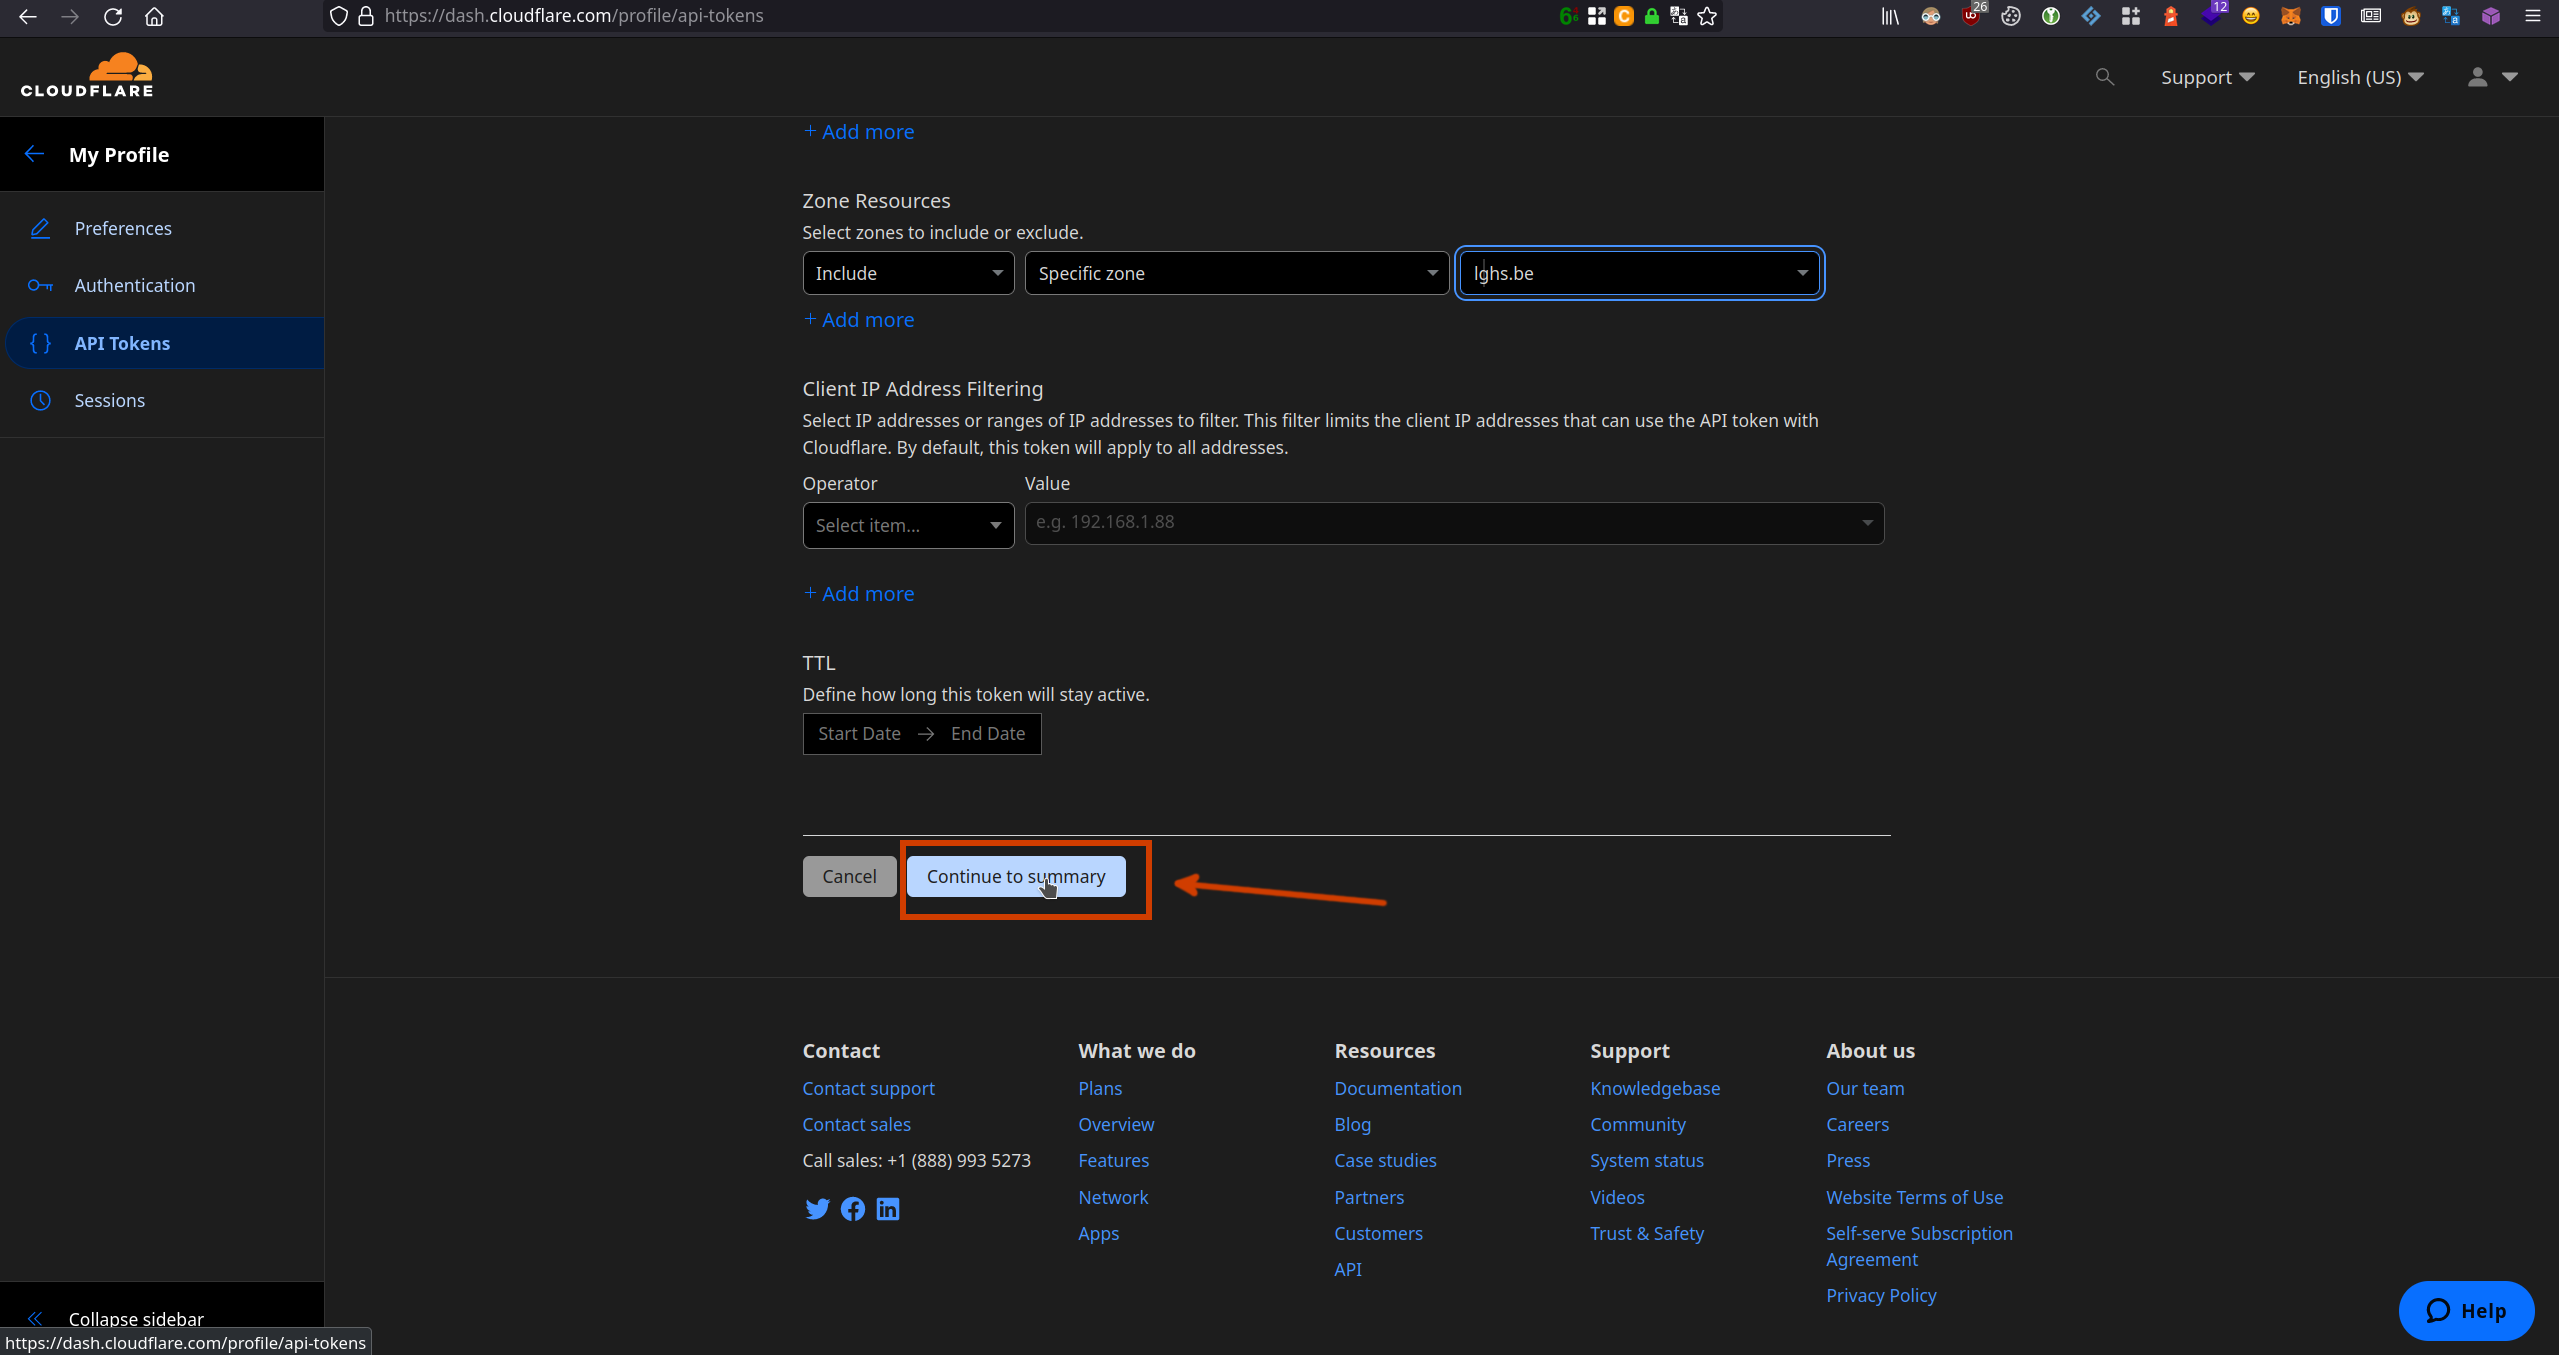 https://dash.cloudflare.com/profile/api-tokens
26
12
CLOUDFLARE
Support
English (US)
My Profile
Preferences
Authentication
API Tokens
Sessions
+ Add more
Zone Resources
Select zones to include or exclude.
Include
Specific zone
lghs.be
+ Add more
Client IP Address Filtering
Select IP addresses or ranges of IP addresses to filter. This filter limits the client IP addresses that can use the API token with
Cloudflare. By default, this token will apply to all addresses.
Operator
Value
Select item...
e.g. 192.168.1.88
+ Add more
TTL
Define how long this token will stay active.
Start Date → End Date
Cancel
Continue to summary
Contact
Contact support
Contact sales
Call sales: +1 (888) 993 5273
What we do
Plans
Overview
Features
Network
Apps
Resources
Documentation
Blog
Case studies
Partners
Customers
API
Support
Knowledgebase
Community
System status
Videos
Trust & Safety
About us
Our team
Careers
Press
Website Terms of Use
Self-serve Subscription
Agreement
Privacy Policy
Help
Collapse sidebar
https://dash.cloudflare.com/profile/api-tokens